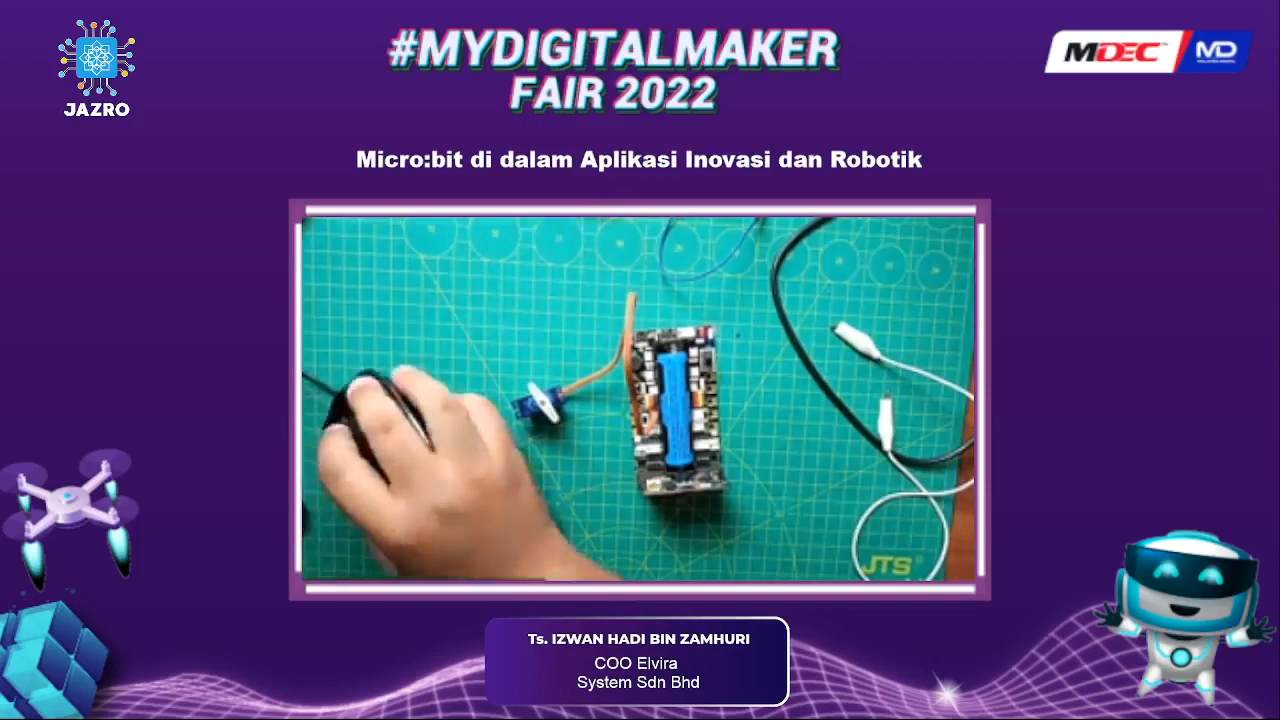 JAZRO
#MYDIGITALMAKER
FAIR 2022
MDEC
MD
Micro:bit di dalam Aplikasi Inovasi dan Robotik
JTS
Ts. IZWAN HADI BIN ZAMHURI
COO Elvira
System Sdn Bhd